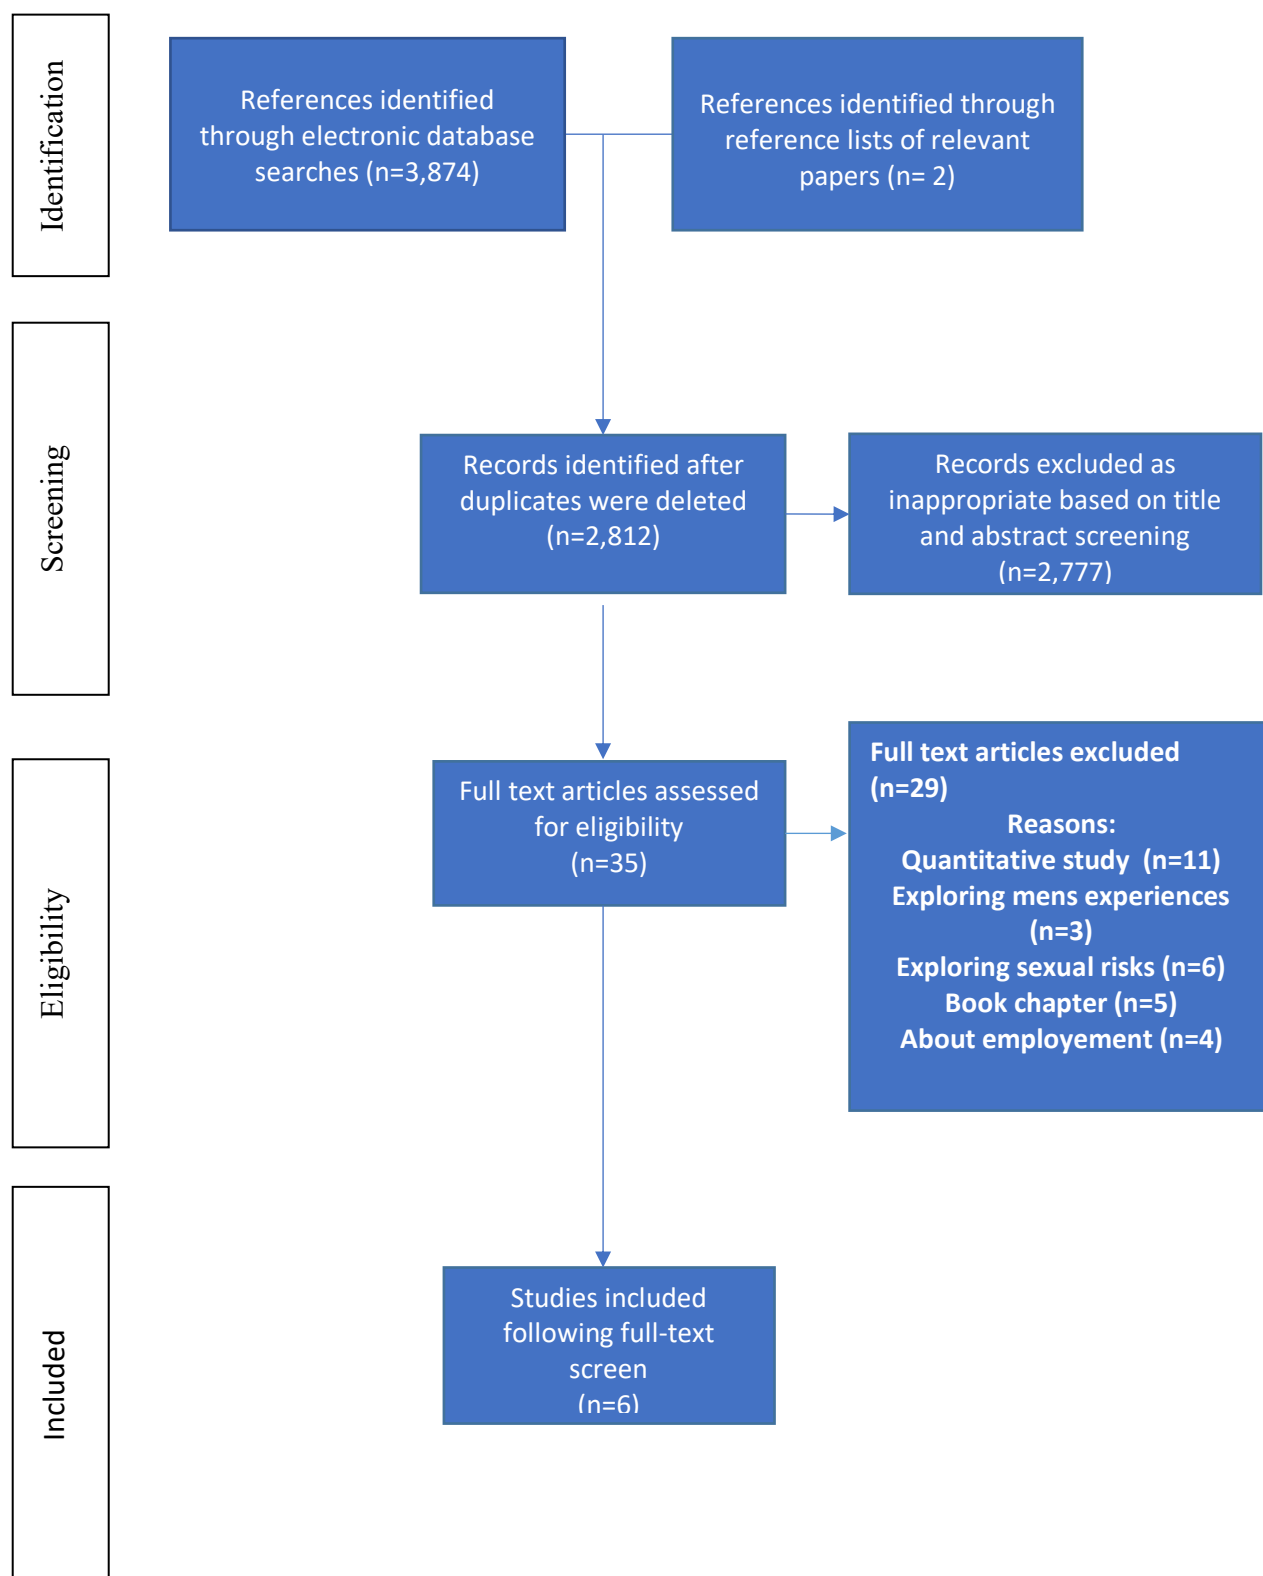 Identification
References identified
through electronic database
searches (n=3,874)
References identified through
reference lists of relevant
papers (n= 2)
Screening
Records identified after
duplicates were deleted
(n=2,812)
Records excluded as
inappropriate based on title
and abstract screening
(n=2,777)
Eligibility
Full text articles assessed
for eligibility
(n=35)
Full text articles excluded
(n=29)
Reasons:
Quantitative study  (n=11)
Exploring mens experiences
(n=3)
Exploring sexual risks (n=6)
Book chapter (n=5)
About employement (n=4)
Included
Studies included
following full-text
screen
(n=6)